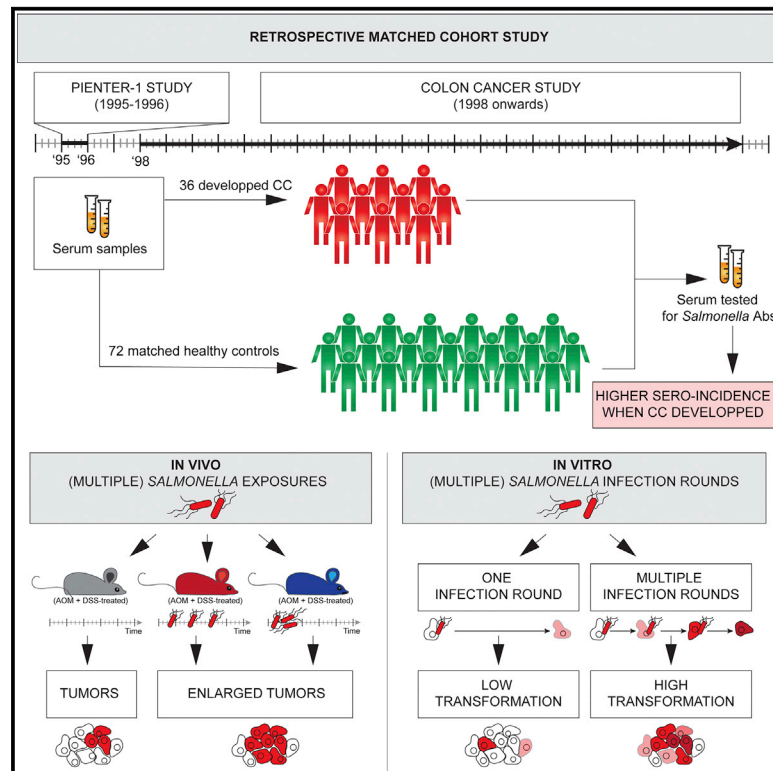 RETROSPECTIVE MATCHED COHORT STUDY
PIENTER-1 STUDY
(1995-1996)
COLON CANCER STUDY
(1998 onwards)
'95
'96
'98
36 developped CC
Serum samples
72 matched healthy controls
Serum tested
for Salmonella Abs
HIGHER SERO-INCIDENCE
WHEN CC DEVELOPPED
IN VIVO
(MULTIPLE) SALMONELLA EXPOSURES
(AOM + DSS-treated)
(AOM + DSS-treated)
(AOM + DSS-treated)
Time
Time
Time
TUMORS
ENLARGED TUMORS
IN VITRO
(MULTIPLE) SALMONELLA INFECTION ROUNDS
ONE
INFECTION ROUND
MULTIPLE
INFECTION ROUNDS
LOW
TRANSFORMATION
HIGH
TRANSFORMATION